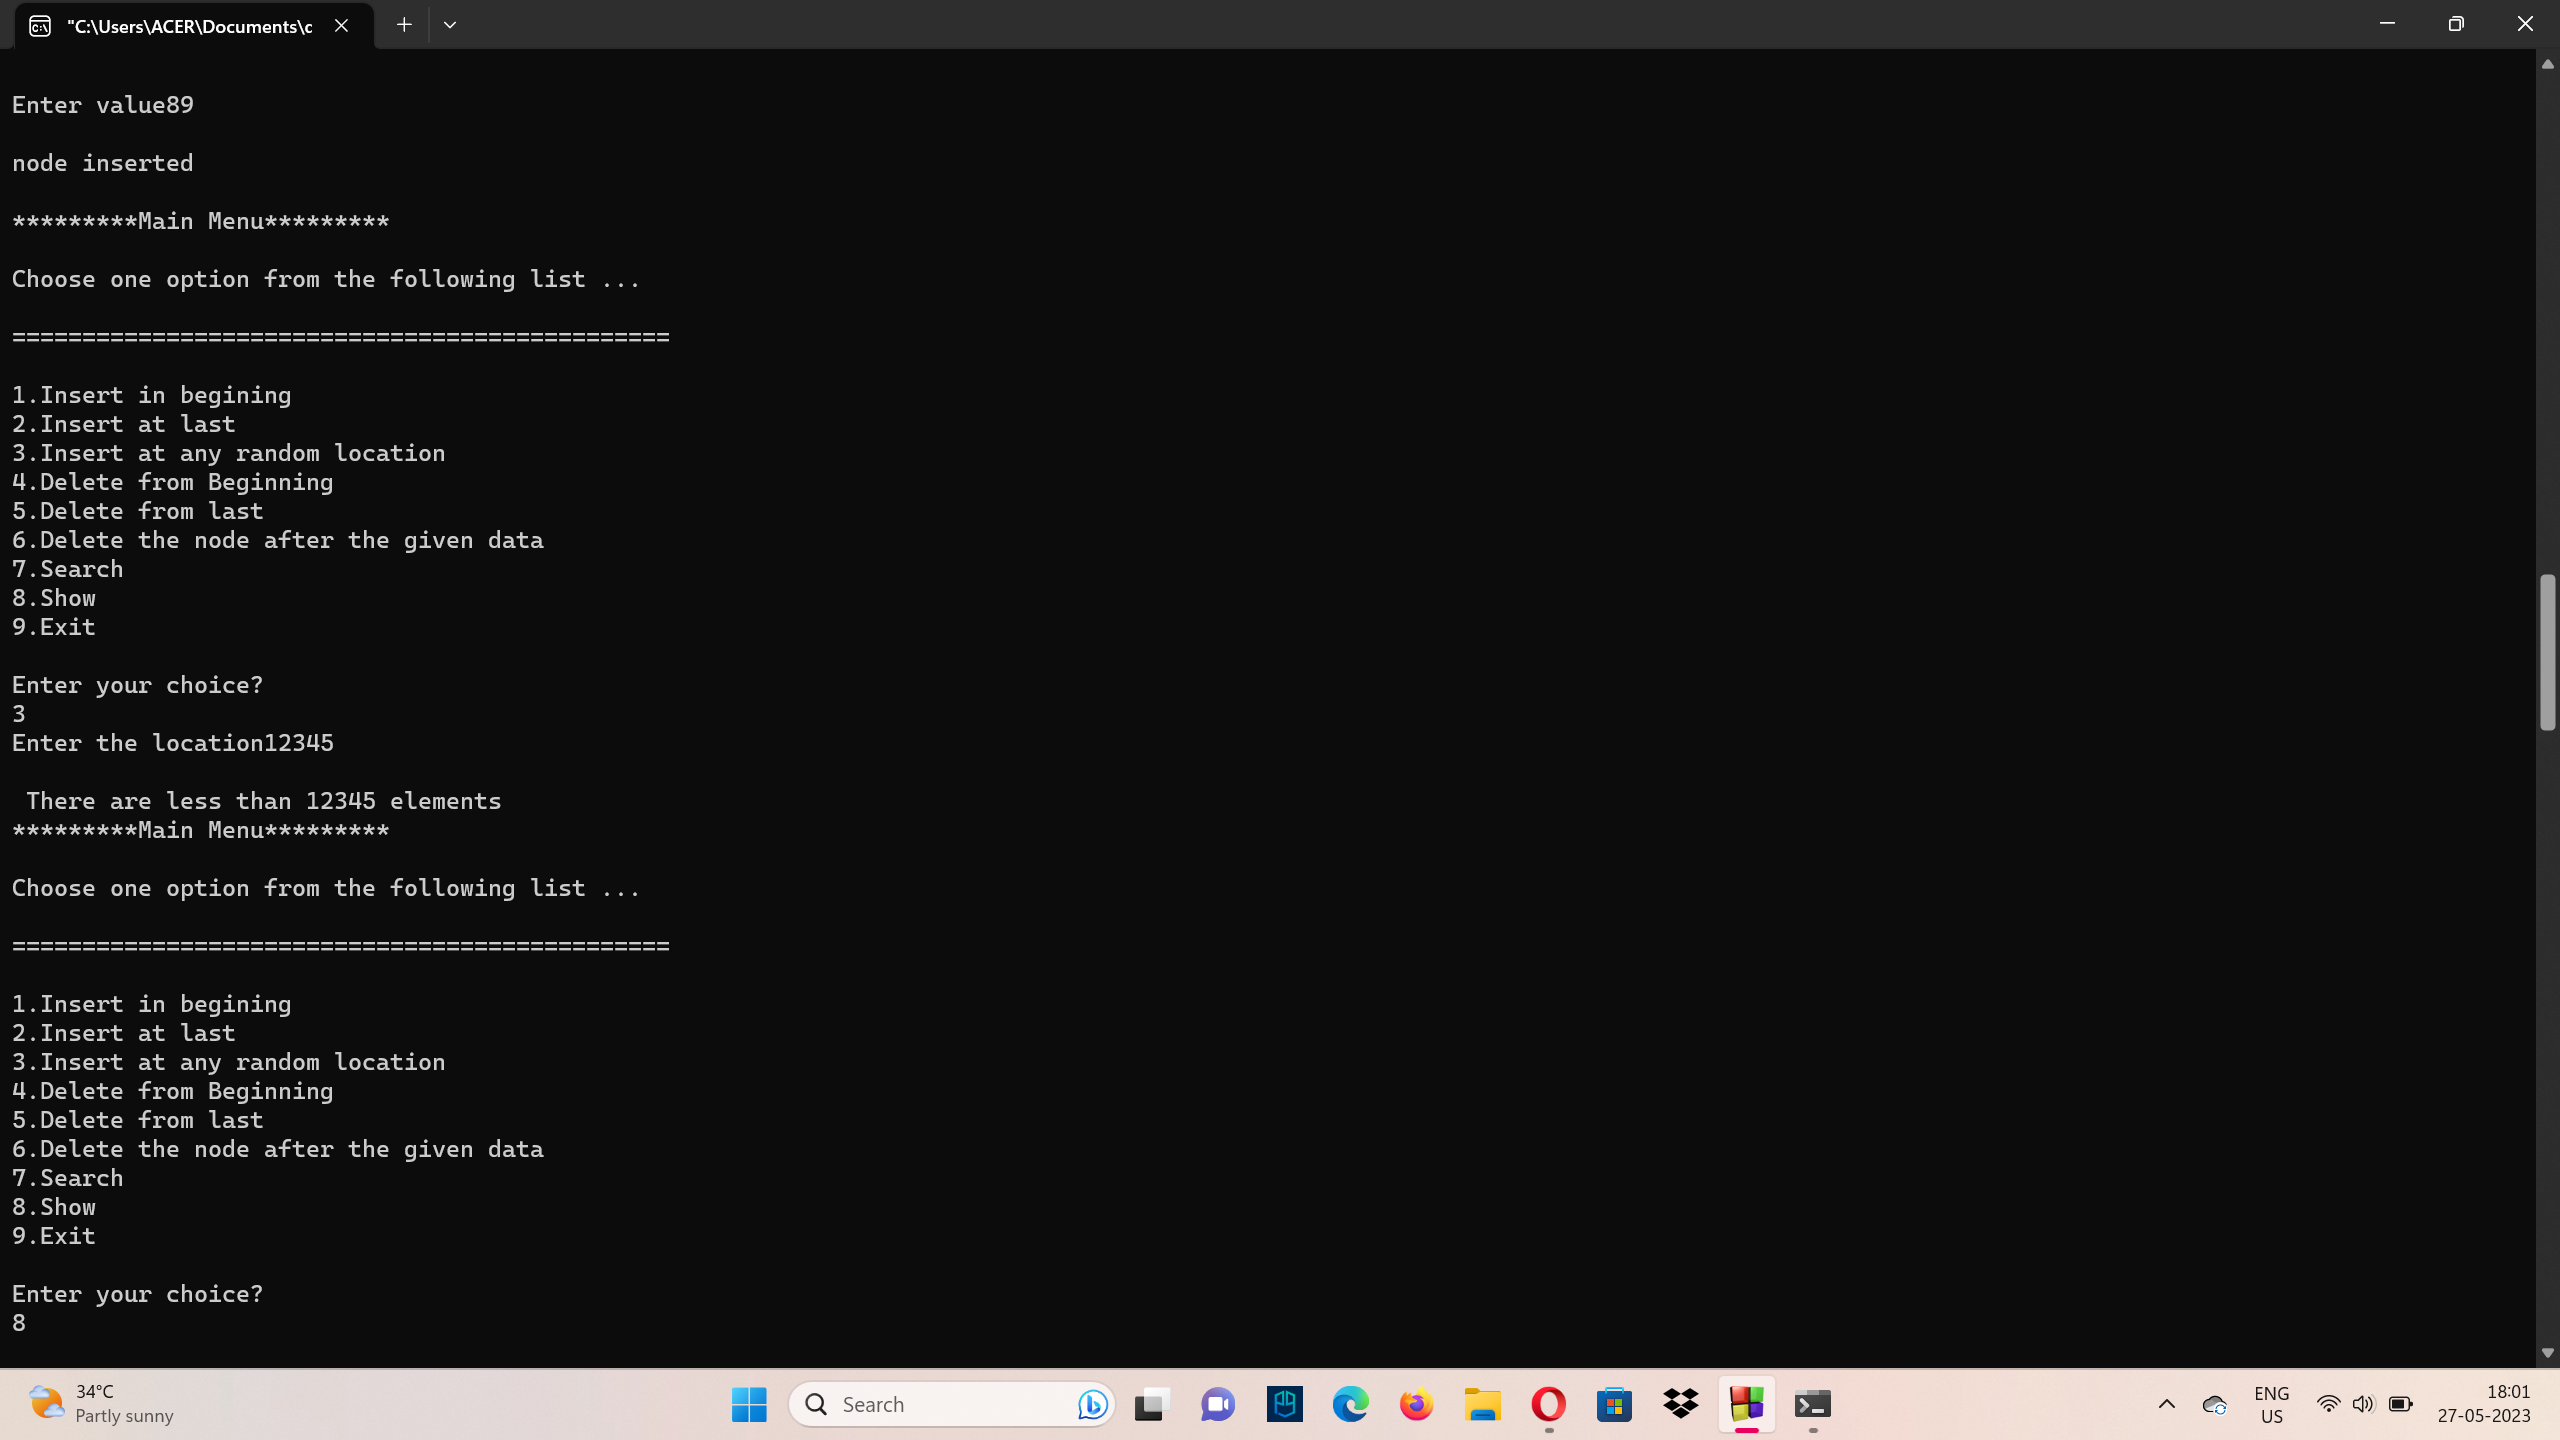 "C:\Users\ACER\Documents\c
Enter value89
node inserted
*********Main Menu*********
Choose one option from the following list ...
===============================================
1.Insert in begining
2.Insert at last
3.Insert at any random location
4.Delete from Beginning
5.Delete from last
6.Delete the node after the given data
7.Search
8.Show
9.Exit
Enter your choice?
3
Enter the location12345
There are less than 12345 elements
*********Main Menu*********
Choose one option from the following list ...
===============================================
1.Insert in begining
2.Insert at last
3.Insert at any random location
4.Delete from Beginning
5.Delete from last
6.Delete the node after the given data
7.Search
8.Show
9.Exit
Enter your choice?
8
34°C
Partly sunny
Search
ENG
US
18:01
27-05-2023